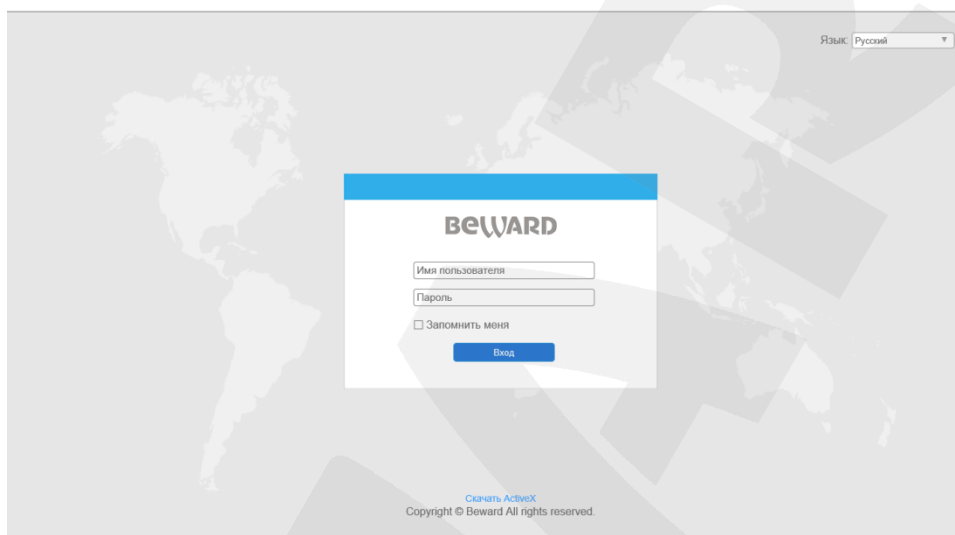 Язык: Русский
BEWARD
Имя пользователя
Пароль
Запомнить меня
Вход
Скачать ActiveX
Copyright © Beward All rights reserved.